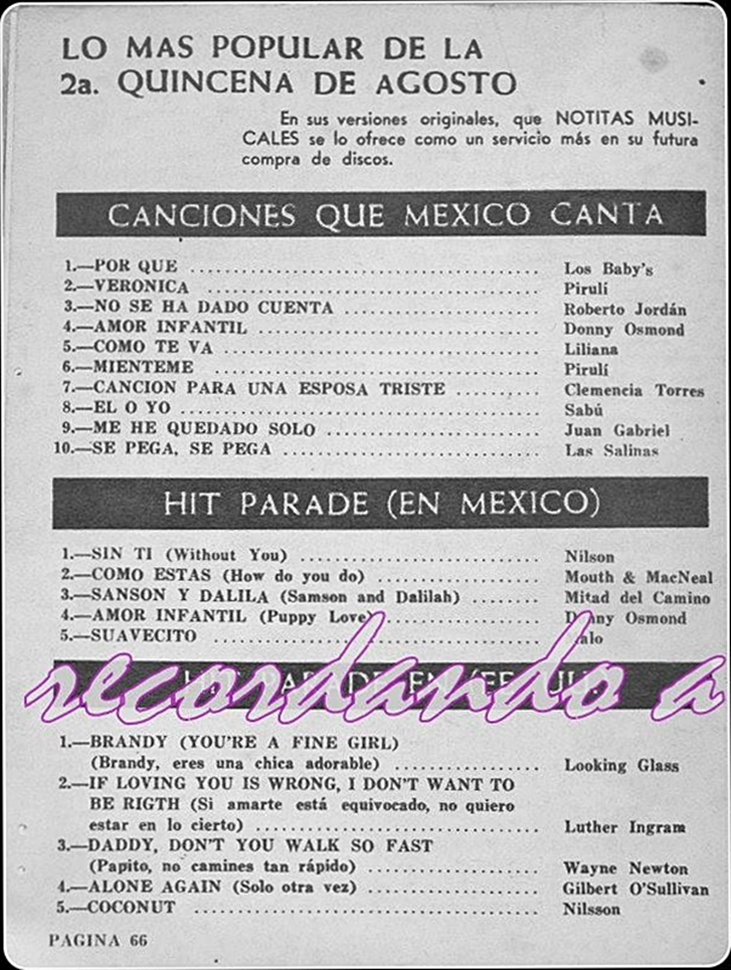 LO MAS POPULAR DE LA
2a. QUINCENA DE AGOSTO
En sus versiones originales, que NOTITAS MUSI-
CALES se lo ofrece como un servicio más en su futura
compra de discos.
CANCIONES QUE MEXICO CANTA
1.—POR QUE .......... Los Baby's
2.—VERONICA .......... Pirulí
3.—NO SE HA DADO CUENTA .......... Roberto Jordán
4.—AMOR INFANTIL .......... Donny Osmond
5.—COMO TE VA .......... Liliana
6.—MIENTEME .......... Pirulí
7.—CANCION PARA UNA ESPOSA TRISTE .......... Clemencia Torres
8.—EL O YO .......... Sabú
9.—ME HE QUEDADO SOLO .......... Juan Gabriel
10.—SE PEGA, SE PEGA .......... Las Salinas
HIT PARADE (EN MEXICO)
1.—SIN TI (Without You) .......... Nilson
2.—COMO ESTAS (How do you do) .......... Mouth & MacNeal
3.—SANSON Y DALILA (Samson and Dalilah) .......... Mitad del Camino
4.—AMOR INFANTIL (Puppy Love) .......... Donny Osmond
5.—SUAVECITO ..........
recordando a
HIT PARADE EN
1.—BRANDY (YOU'RE A FINE GIRL)
(Brandy, eres una chica adorable) .......... Looking Glass
2.—IF LOVING YOU IS WRONG, I DON'T WANT TO
BE RIGTH (Si amarte está equivocado, no quiero
estar en lo cierto) .......... Luther Ingram
3.—DADDY, DON'T YOU WALK SO FAST
(Papito, no camines tan rápido) .......... Wayne Newton
4.—ALONE AGAIN (Solo otra vez) .......... Gilbert O'Sullivan
5.—COCONUT .......... Nilsson
PAGINA 66